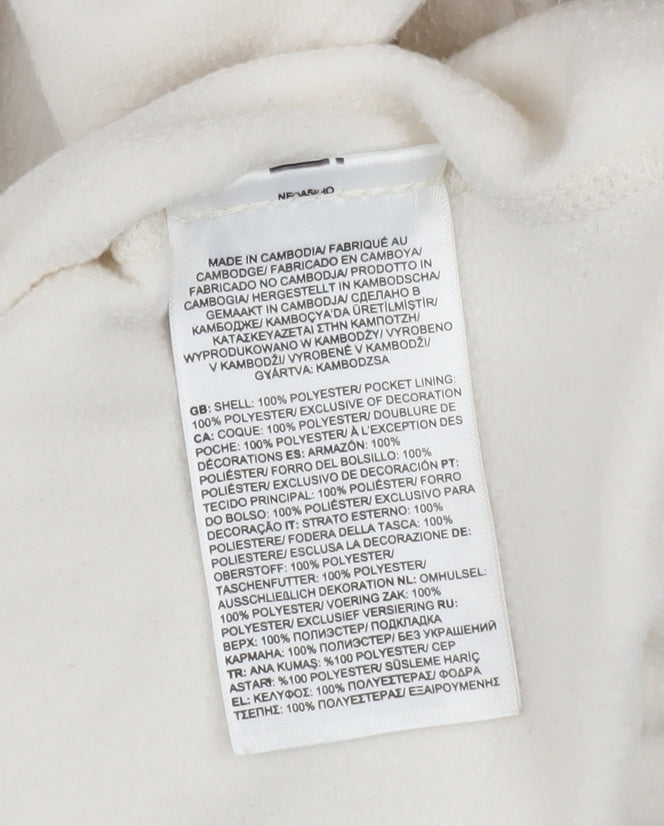 MADE IN CAMBODIA/ FABRIQUÉ AU
CAMBODGE/ FABRICADO EN CAMBOYA/
FABRICADO NO CAMBODJA/ PRODOTTO IN
CAMBOGIA/ HERGESTELLT IN KAMBODSCHA/
GEMAAKT IN CAMBODJA/ СДЕЛАНО В
КАМБОДЖЕ/ KAMBOÇYA'DA ÜRETİLMİŞTİR/
ΚΑΤΑΣΚΕΥΑΖΕΤΑΙ ΣΤΗΝ ΚΑΜΠΟΤΖΗ/
WYPRODUKOWANO W KAMBODŻY/ VYROBENO
V KAMBODŽI/ VYROBENÉ V KAMBODŽI/
GYÁRTVA: KAMBODZSA
GB: SHELL: 100% POLYESTER/ POCKET LINING:
100% POLYESTER/ EXCLUSIVE OF DECORATION
CA: COQUE: 100% POLYESTER/ DOUBLURE DE
POCHE: 100% POLYESTER/ À L'EXCEPTION DES
DÉCORATIONS ES: ARMAZÓN: 100%
POLIÉSTER/ FORRO DEL BOLSILLO: 100%
POLIÉSTER/ EXCLUSIVO DE DECORACIÓN PT:
TECIDO PRINCIPAL: 100% POLIÉSTER/ FORRO
DO BOLSO: 100% POLIÉSTER/ EXCLUSIVO PARA
DECORAÇÃO IT: STRATO ESTERNO: 100%
POLIESTERE/ FODERA DELLA TASCA: 100%
POLIESTERE/ ESCLUSA LA DECORAZIONE DE:
OBERSTOFF: 100% POLYESTER/
TASCHENFUTTER: 100% POLYESTER/
AUSSCHLIEßLICH DEKORATION NL: OMHULSEL:
100% POLYESTER/ VOERING ZAK: 100%
POLYESTER/ EXCLUSIEF VERSIERING RU:
ВЕРХ: 100% ПОЛИЭСТЕР/ ПОДКЛАДКА
КАРМАНА: 100% ПОЛИЭСТЕР/ БЕЗ УКРАШЕНИЙ
TR: ANA KUMAŞ: %100 POLYESTER/ CEP
ASTARI: %100 POLYESTER/ SÜSLEME HARİÇ
EL: ΚΕΛΥΦΟΣ: 100% ΠΟΛΥΕΣΤΕΡΑΣ/ ΦΟΔΡΑ
ΤΣΕΠΗΣ: 100% ΠΟΛΥΕΣΤΕΡΑΣ/ ΕΞΑΙΡΟΥΜΕΝΗΣ